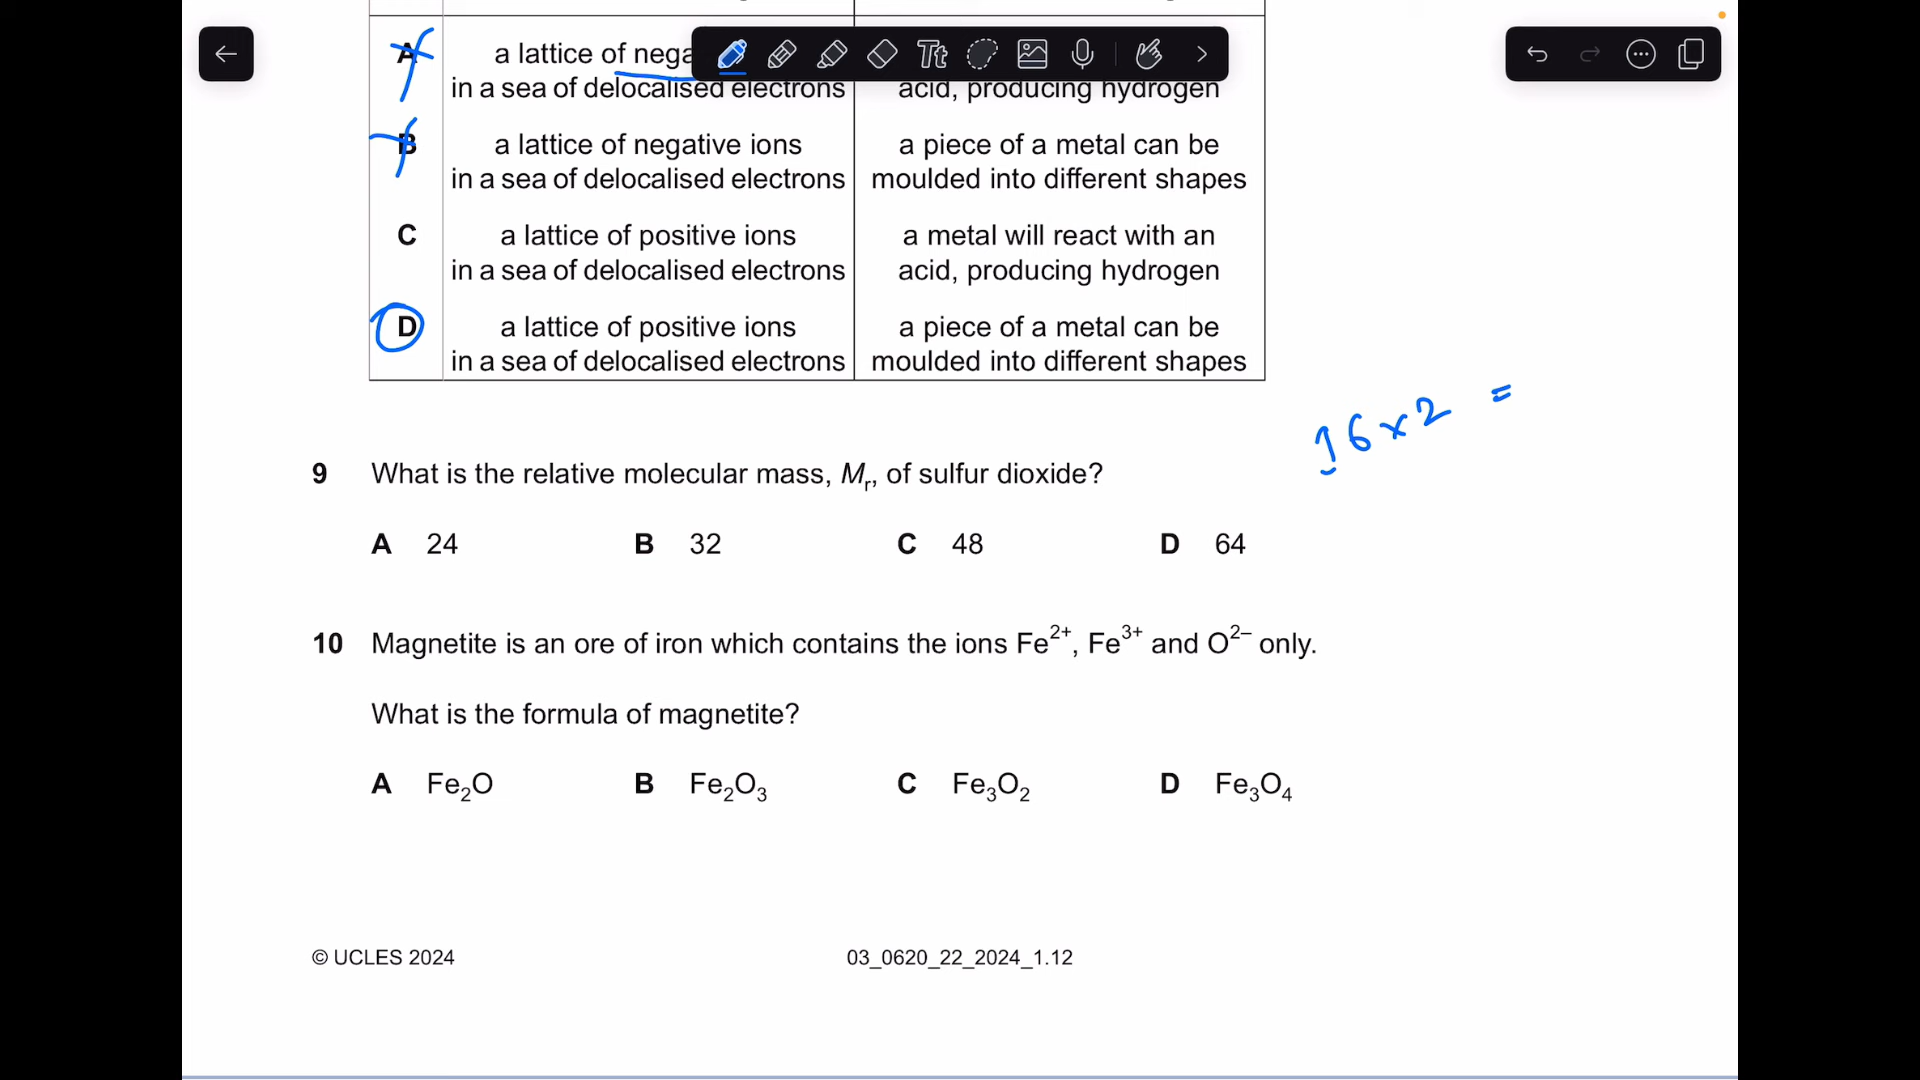 A a lattice of nega
in a sea of delocalised electrons acid, producing hydrogen
B a lattice of negative ions a piece of a metal can be
in a sea of delocalised electrons moulded into different shapes
C a lattice of positive ions a metal will react with an
in a sea of delocalised electrons acid, producing hydrogen
D a lattice of positive ions a piece of a metal can be
in a sea of delocalised electrons moulded into different shapes
16 x 2 =
9 What is the relative molecular mass, Mr, of sulfur dioxide?
A 24 B 32 C 48 D 64
10 Magnetite is an ore of iron which contains the ions Fe²⁺, Fe³⁺ and O²⁻ only.
What is the formula of magnetite?
A Fe₂O B Fe₂O₃ C Fe₃O₂ D Fe₃O₄
© UCLES 2024 03_0620_22_2024_1.12
Tt